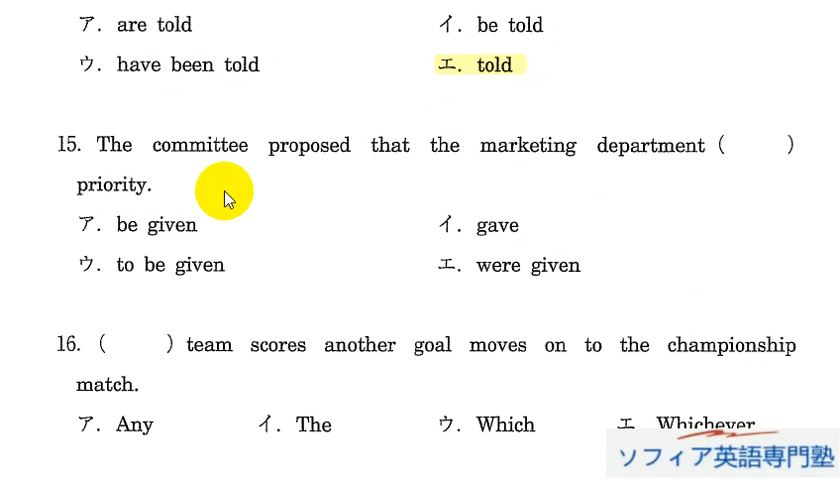 ア. are told イ. be told
ウ. have been told エ. told
15. The committee proposed that the marketing department ( )
priority.
ア. be given イ. gave
ウ. to be given エ. were given
16. ( ) team scores another goal moves on to the championship
match.
ア. Any イ. The ウ. Which エ Whichever
ソフィア英語専門塾